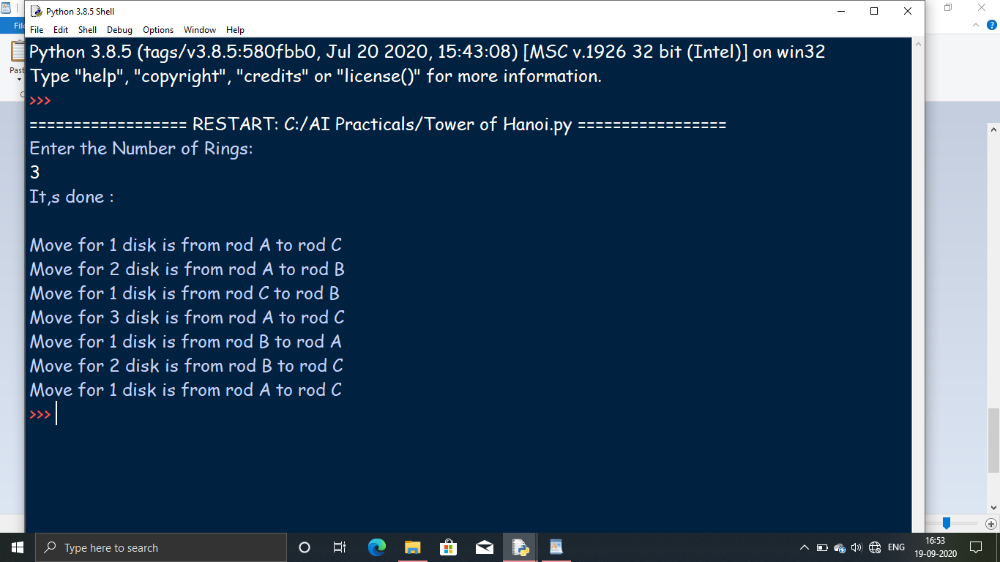 Python 3.8.5 Shell
File Edit Shell Debug Options Window Help
Python 3.8.5 (tags/v3.8.5:580fbb0, Jul 20 2020, 15:43:08) [MSC v.1926 32 bit (Intel)] on win32
Type "help", "copyright", "credits" or "license()" for more information.
>>>
================== RESTART: C:/AI Practicals/Tower of Hanoi.py =================
Enter the Number of Rings:
3
It,s done :
Move for 1 disk is from rod A to rod C
Move for 2 disk is from rod A to rod B
Move for 1 disk is from rod C to rod B
Move for 3 disk is from rod A to rod C
Move for 1 disk is from rod B to rod A
Move for 2 disk is from rod B to rod C
Move for 1 disk is from rod A to rod C
>>>
Type here to search
ENG
16:53
19-09-2020